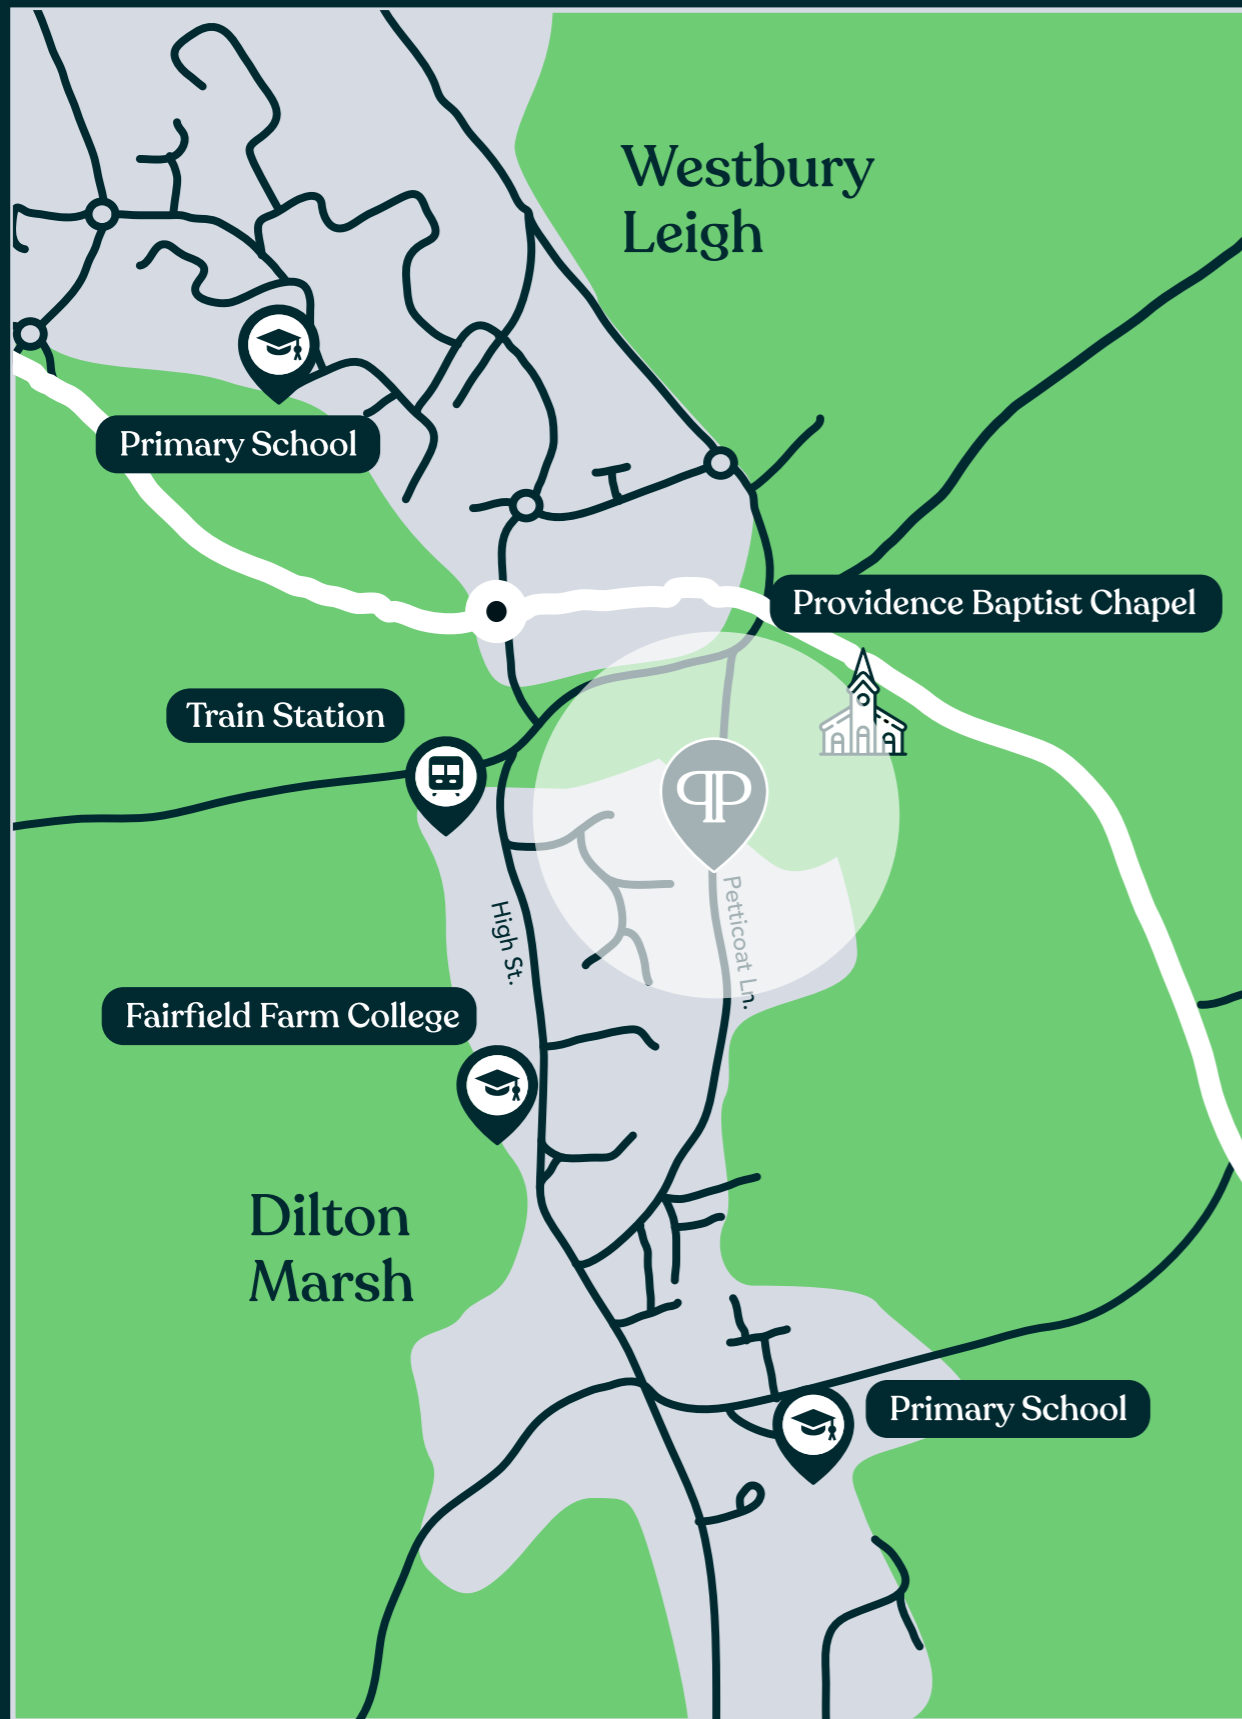 Westbury
Leigh
Primary School
Providence Baptist Chapel
Train Station
PP
High St.
Petticoat Ln.
Fairfield Farm College
Dilton
Marsh
Primary School